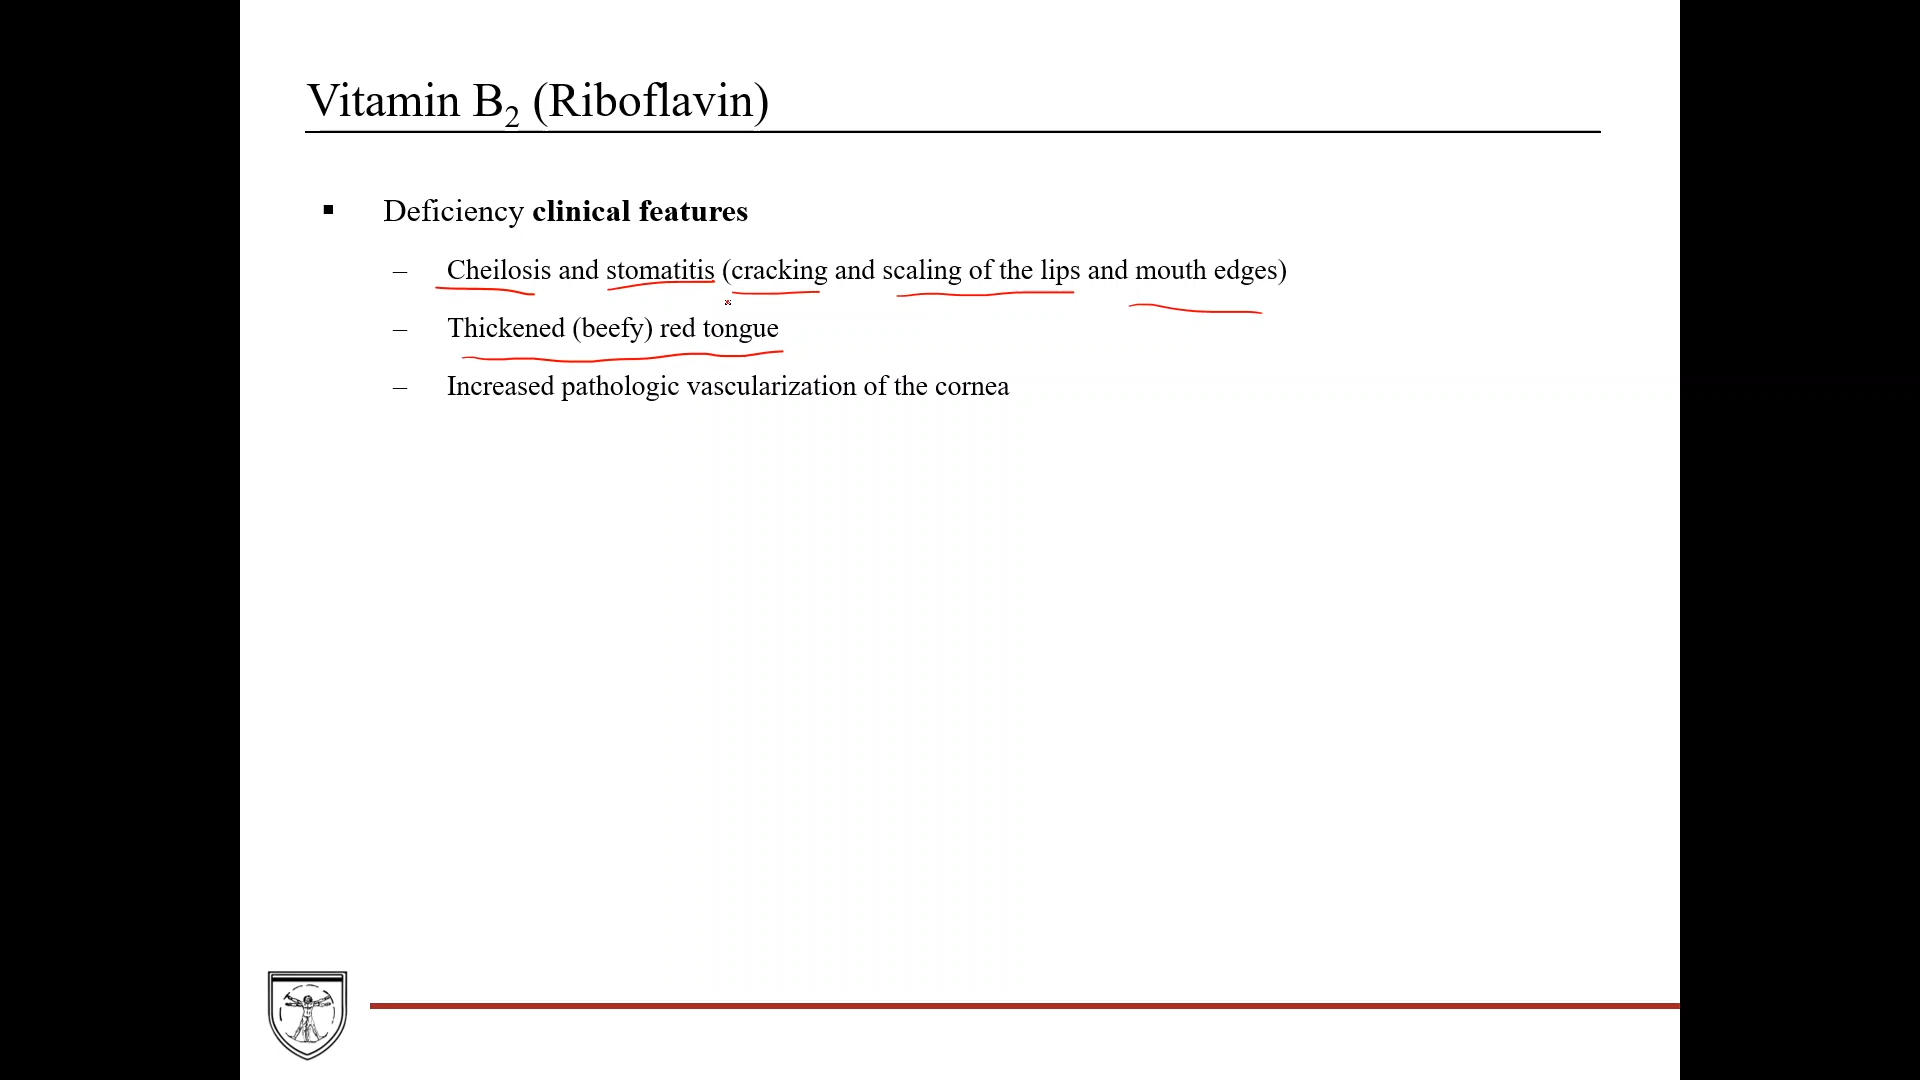 Vitamin B₂ (Riboflavin)
▪ Deficiency clinical features
– Cheilosis and stomatitis (cracking and scaling of the lips and mouth edges)
– Thickened (beefy) red tongue
– Increased pathologic vascularization of the cornea